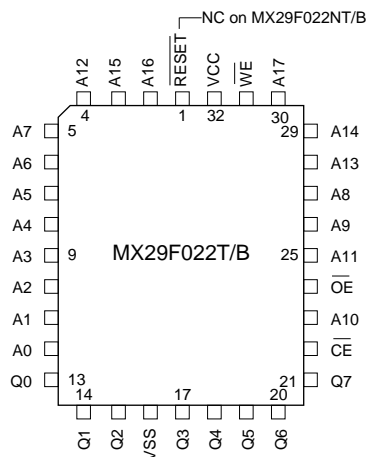 NC on MX29F022NT/B
A12
A15
A16
RESET
VCC
WE
A17
4
1
32
30
A7
5
29
A14
A6
A13
A5
A8
A4
A9
A3
9
MX29F022T/B
25
A11
A2
OE
A1
A10
A0
CE
Q0
13
21
Q7
14
17
20
Q1
Q2
VSS
Q3
Q4
Q5
Q6